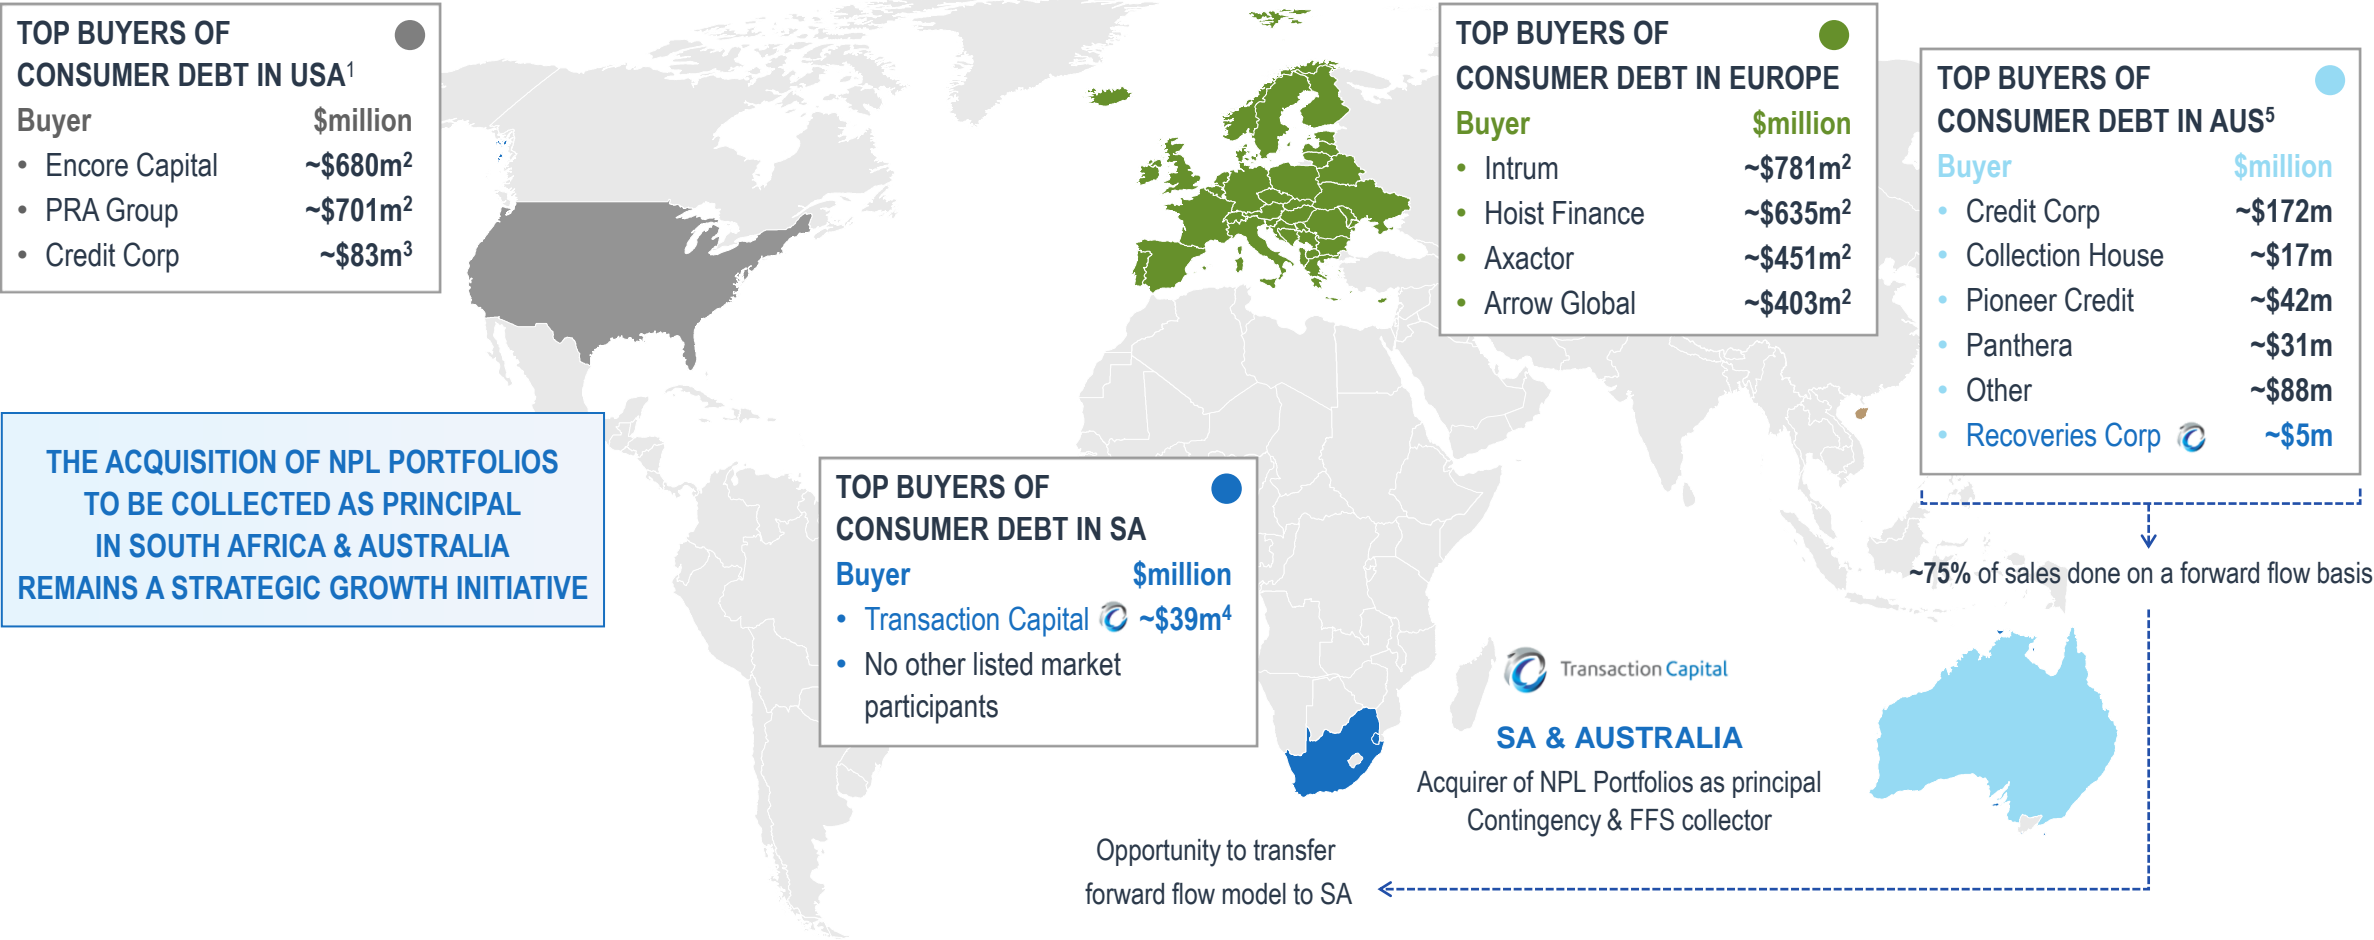 TOP BUYERS OF
CONSUMER DEBT IN USA¹
Buyer $million
• Encore Capital ~$680m²
• PRA Group ~$701m²
• Credit Corp ~$83m³
TOP BUYERS OF
CONSUMER DEBT IN EUROPE
Buyer $million
• Intrum ~$781m²
• Hoist Finance ~$635m²
• Axactor ~$451m²
• Arrow Global ~$403m²
TOP BUYERS OF
CONSUMER DEBT IN AUS⁵
Buyer $million
• Credit Corp ~$172m
• Collection House ~$17m
• Pioneer Credit ~$42m
• Panthera ~$31m
• Other ~$88m
• Recoveries Corp ~$5m
THE ACQUISITION OF NPL PORTFOLIOS
TO BE COLLECTED AS PRINCIPAL
IN SOUTH AFRICA & AUSTRALIA
REMAINS A STRATEGIC GROWTH INITIATIVE
TOP BUYERS OF
CONSUMER DEBT IN SA
Buyer $million
• Transaction Capital ~$39m⁴
• No other listed market
participants
~75% of sales done on a forward flow basis
Transaction Capital
SA & AUSTRALIA
Acquirer of NPL Portfolios as principal
Contingency & FFS collector
Opportunity to transfer
forward flow model to SA